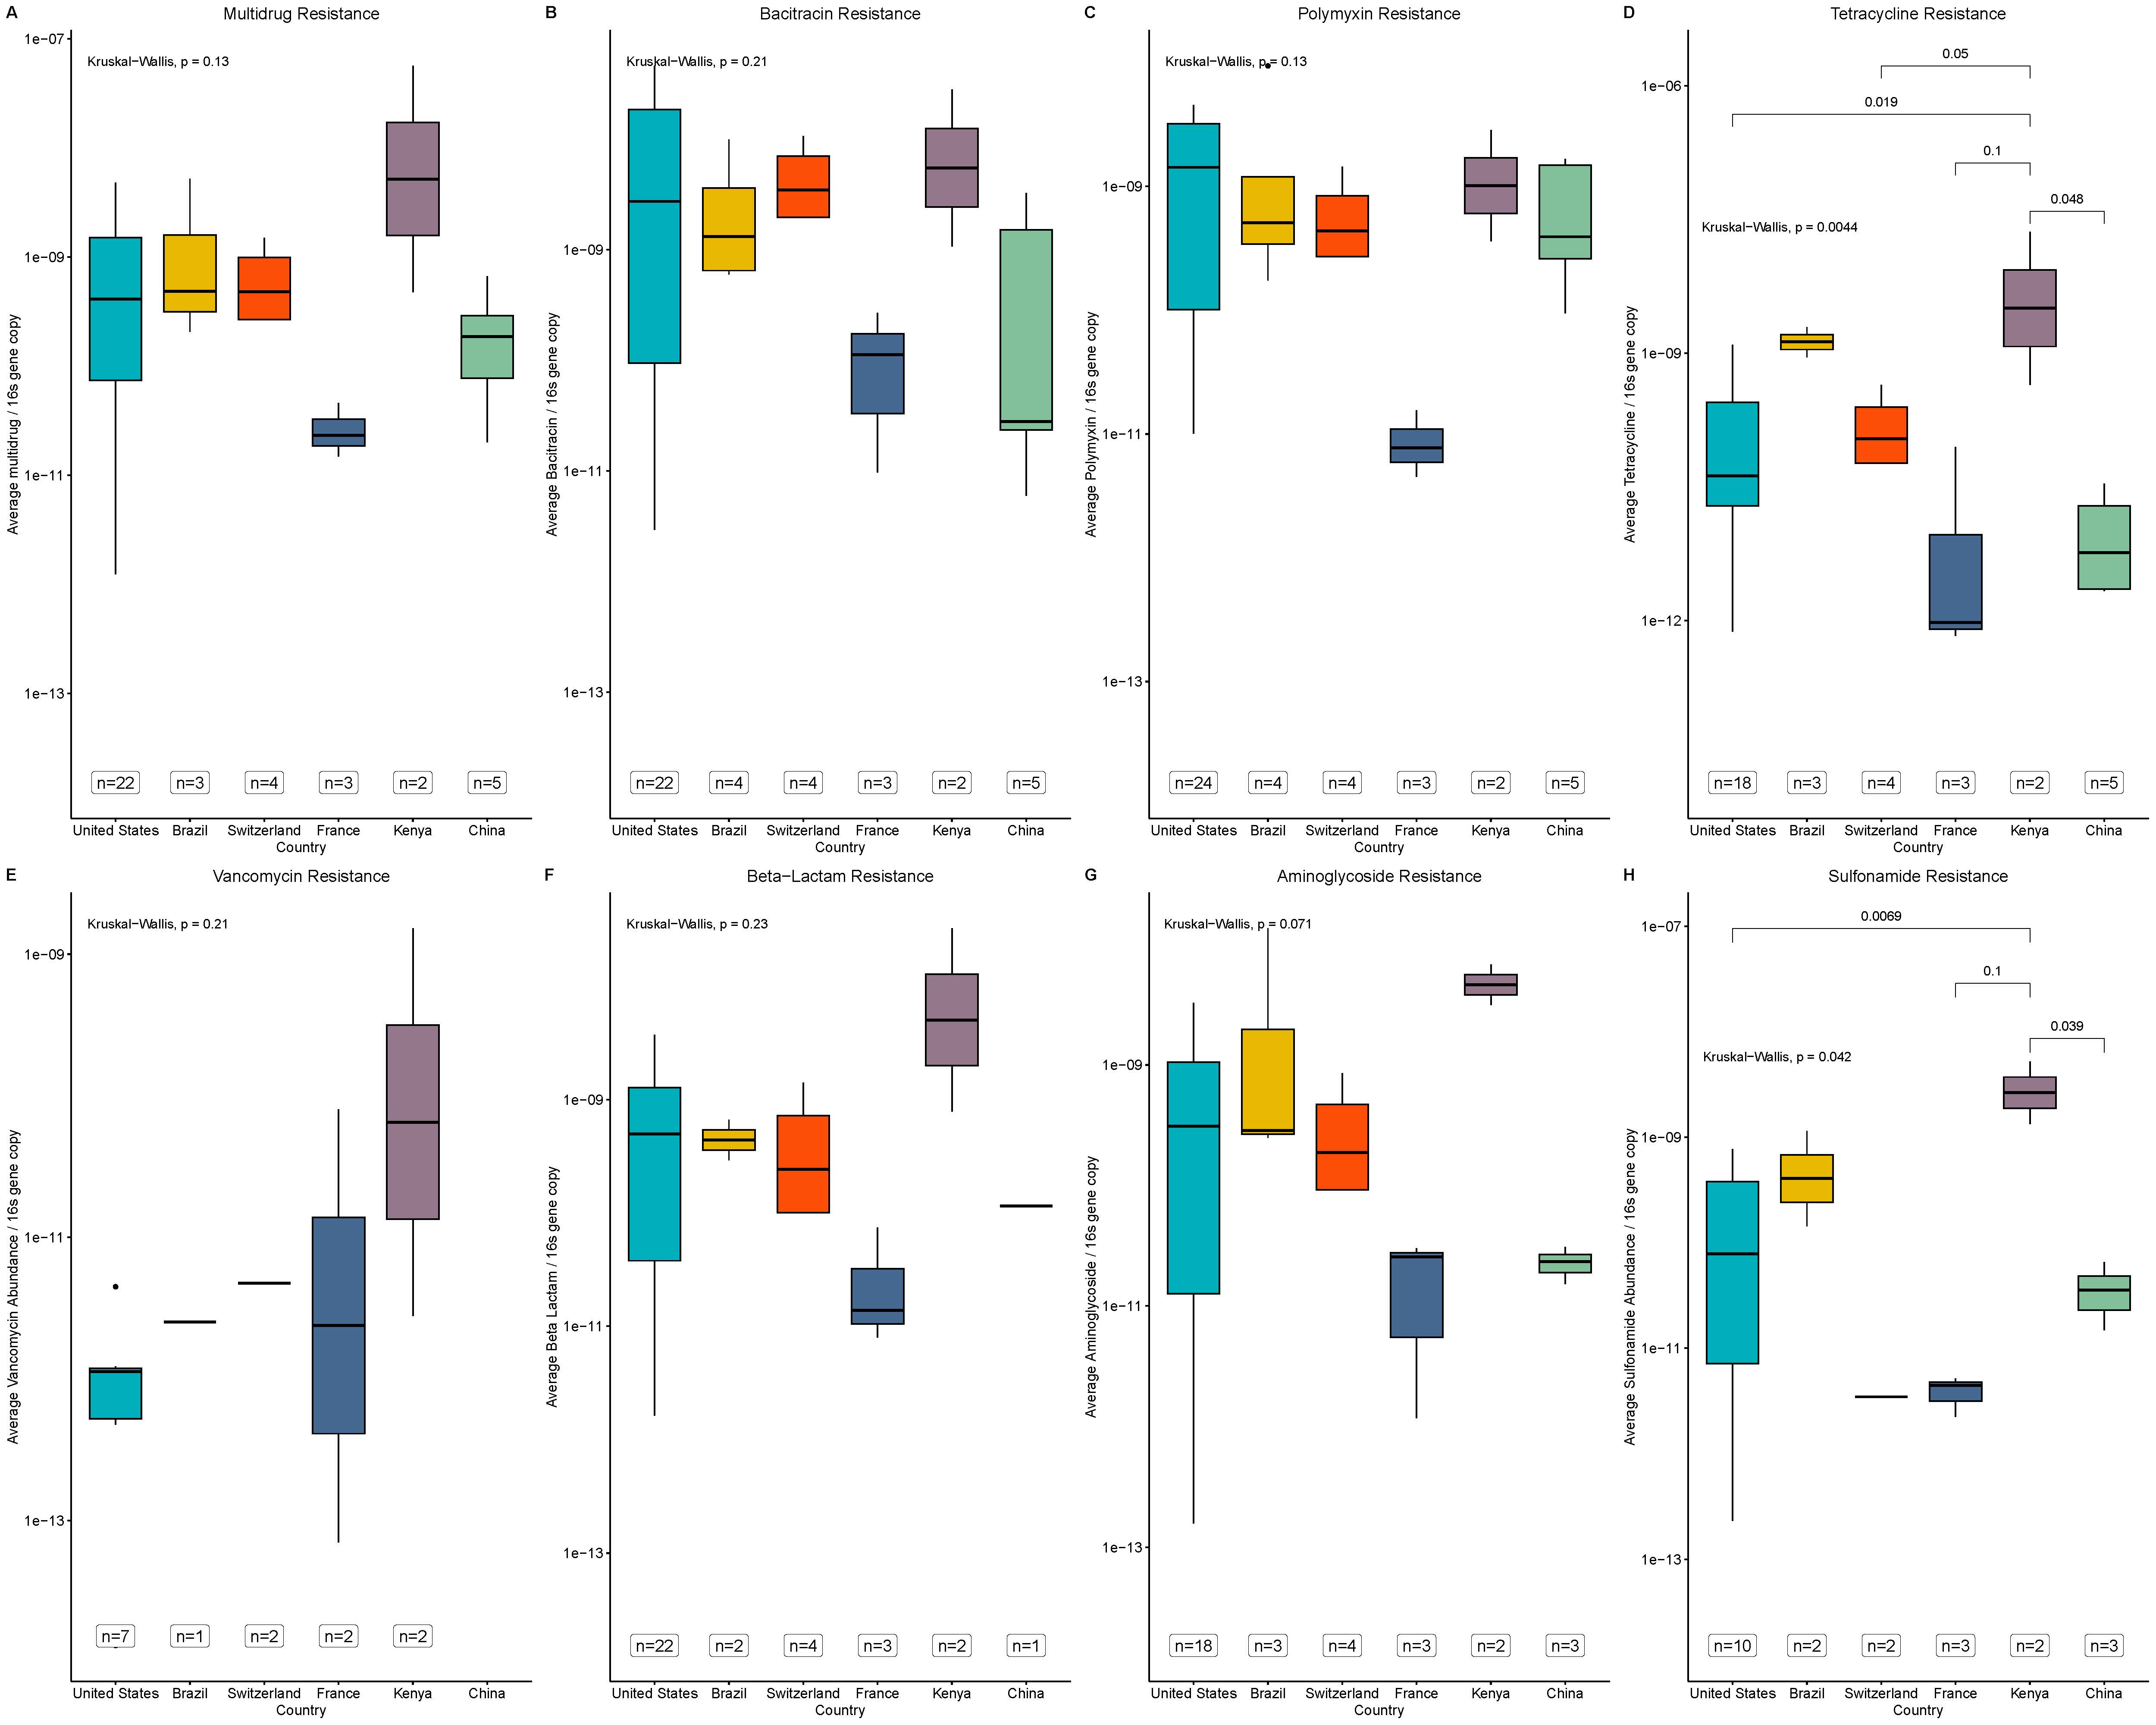 A
Multidrug Resistance
Kruskal−Wallis, p = 0.13
Average multidrug / 16s gene copy
1e−07
1e−09
1e−11
1e−13
n=22
n=3
n=4
n=3
n=2
n=5
United States
Brazil
Switzerland
France
Kenya
China
Country
B
Bacitracin Resistance
Kruskal−Wallis, p = 0.21
Average Bacitracin / 16s gene copy
1e−09
1e−11
1e−13
n=22
n=4
n=4
n=3
n=2
n=5
United States
Brazil
Switzerland
France
Kenya
China
Country
C
Polymyxin Resistance
Kruskal−Wallis, p = 0.13
Average Polymyxin / 16s gene copy
1e−09
1e−11
1e−13
n=24
n=4
n=4
n=3
n=2
n=5
United States
Brazil
Switzerland
France
Kenya
China
Country
D
Tetracycline Resistance
0.05
0.019
0.1
0.048
Kruskal−Wallis, p = 0.0044
Average Tetracycline / 16s gene copy
1e−06
1e−09
1e−12
n=18
n=3
n=4
n=3
n=2
n=5
United States
Brazil
Switzerland
France
Kenya
China
Country
E
Vancomycin Resistance
Kruskal−Wallis, p = 0.21
Average Vancomycin Abundance / 16s gene copy
1e−09
1e−11
1e−13
n=7
n=1
n=2
n=2
n=2
United States
Brazil
Switzerland
France
Kenya
China
Country
F
Beta−Lactam Resistance
Kruskal−Wallis, p = 0.23
Average Beta Lactam / 16s gene copy
1e−09
1e−11
1e−13
n=22
n=2
n=4
n=3
n=2
n=1
United States
Brazil
Switzerland
France
Kenya
China
Country
G
Aminoglycoside Resistance
Kruskal−Wallis, p = 0.071
Average Aminoglycoside / 16s gene copy
1e−09
1e−11
1e−13
n=18
n=3
n=4
n=3
n=2
n=3
United States
Brazil
Switzerland
France
Kenya
China
Country
H
Sulfonamide Resistance
0.0069
0.1
0.039
Kruskal−Wallis, p = 0.042
Average Sulfonamide Abundance / 16s gene copy
1e−07
1e−09
1e−11
1e−13
n=10
n=2
n=2
n=3
n=2
n=3
United States
Brazil
Switzerland
France
Kenya
China
Country